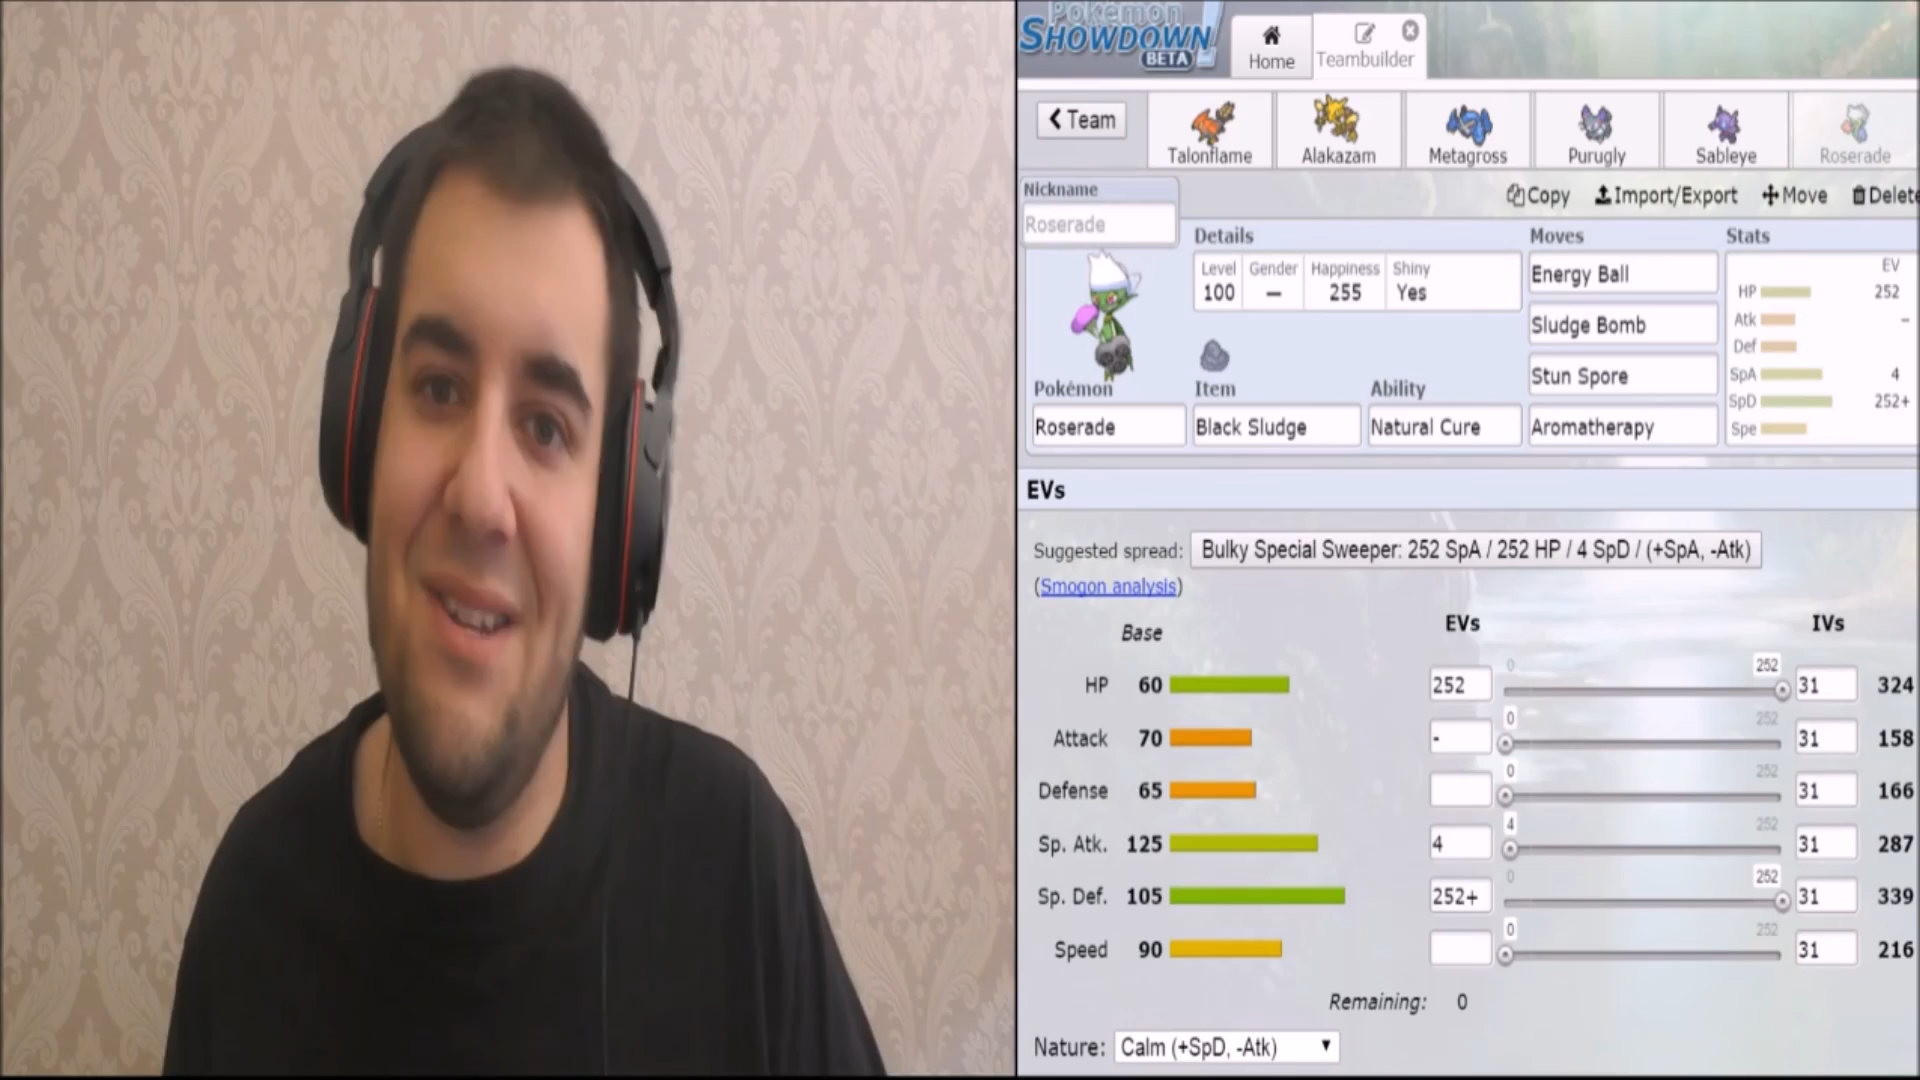 Pokémon
SHOWDOWN!
BETA
Home
Teambuilder
Team
Talonflame
Alakazam
Metagross
Purugly
Sableye
Roserade
Nickname
Roserade
Copy
Import/Export
Move
Delete
Details
Level
100
Gender
—
Happiness
255
Shiny
Yes
Pokémon
Roserade
Item
Black Sludge
Ability
Natural Cure
Moves
Energy Ball
Sludge Bomb
Stun Spore
Aromatherapy
Stats
EV
HP 252
Atk -
Def
SpA 4
SpD 252+
Spe
EVs
Suggested spread: Bulky Special Sweeper: 252 SpA / 252 HP / 4 SpD / (+SpA, -Atk)
(Smogon analysis)
Base EVs IVs
0 252
HP 60 252 31 324
0 252
Attack 70 - 31 158
0 252
Defense 65 31 166
4 252
Sp. Atk. 125 4 31 287
0 252
Sp. Def. 105 252+ 31 339
0 252
Speed 90 31 216
Remaining: 0
Nature: Calm (+SpD, -Atk)